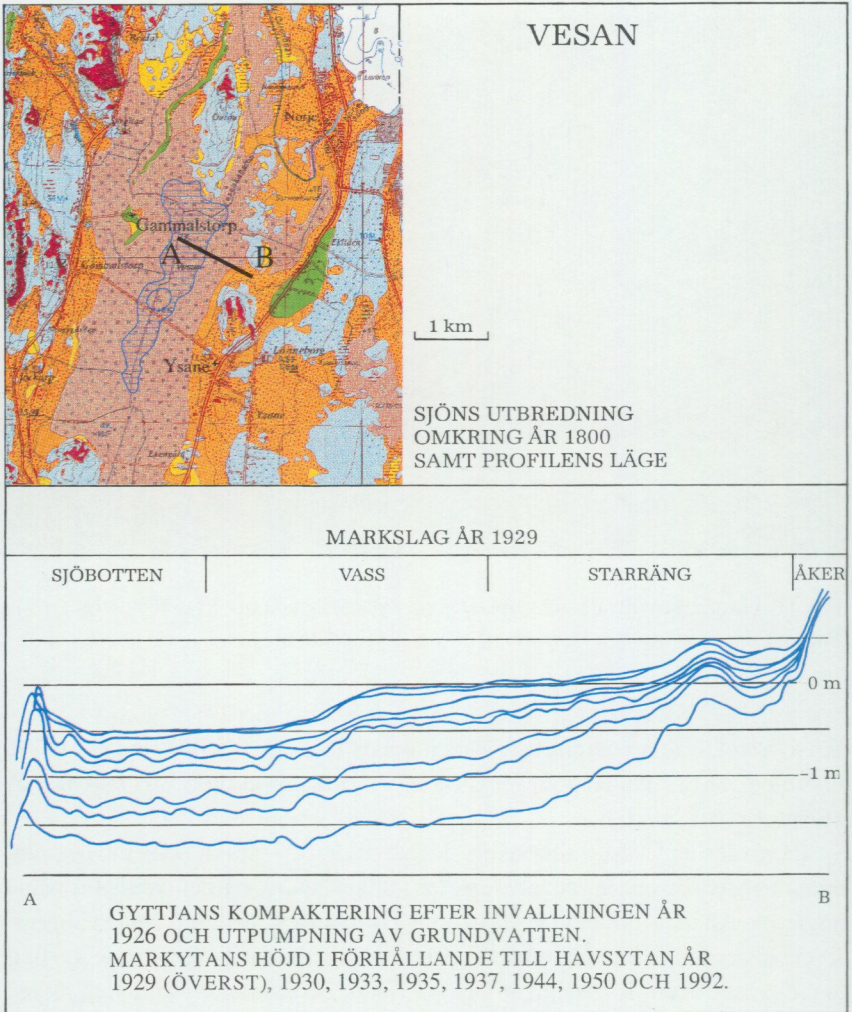 VESAN
Nosje
Gammalstorp
A
B
Ysane
1 km
SJÖNS UTBREDNING
OMKRING ÅR 1800
SAMT PROFILENS LÄGE
MARKSLAG ÅR 1929
SJÖBOTTEN VASS STARRÄNG ÅKER
0 m
-1 m
A B
GYTTJANS KOMPAKTERING EFTER INVALLNINGEN ÅR
1926 OCH UTPUMPNING AV GRUNDVATTEN.
MARKYTANS HÖJD I FÖRHÅLLANDE TILL HAVSYTAN ÅR
1929 (ÖVERST), 1930, 1933, 1935, 1937, 1944, 1950 OCH 1992.